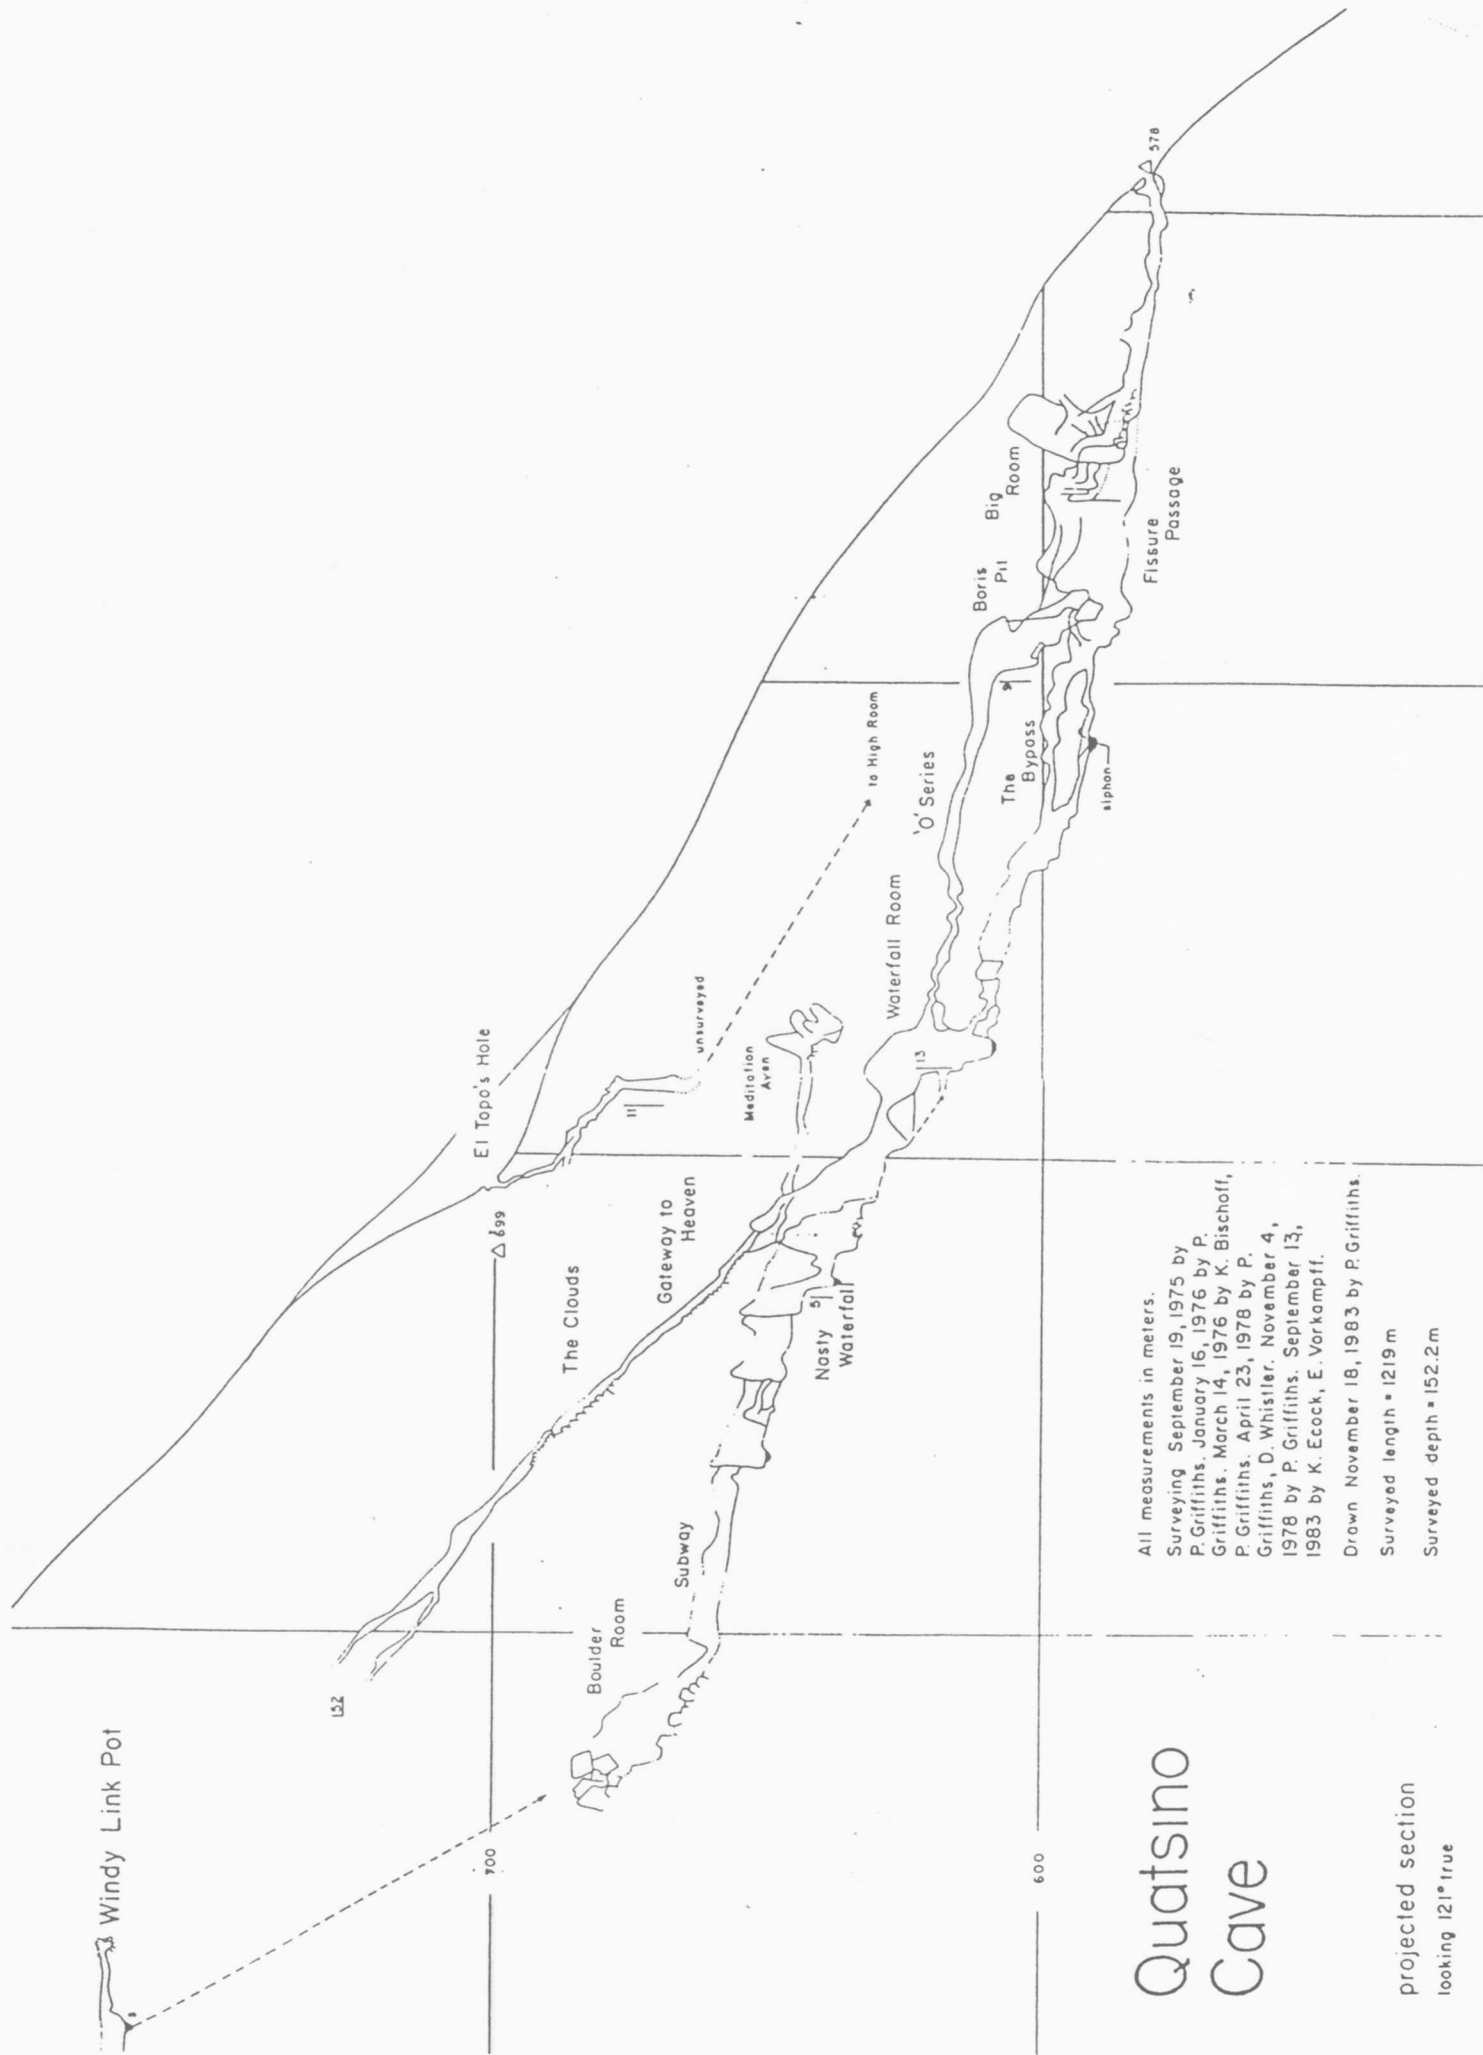 Windy Link Pot
3
152
700
Boulder
Room
Subway
The Clouds
Gateway to
Heaven
△ 699
El Topo's Hole
11
unsurveyed
to High Room
Meditation
Aven
Nasty
Waterfall
5
13
Waterfall Room
'O' Series
The
Bypass
siphon
9
Boris
Pit
Big
Room
Fissure
Passage
△ 578
600
Quatsino
Cave
projected section
looking 121° true
All measurements in meters.
Surveying September 19, 1975 by
P. Griffiths. January 16, 1976 by P.
Griffiths. March 14, 1976 by K. Bischoff,
P. Griffiths. April 23, 1978 by P.
Griffiths, D. Whistler. November 4,
1978 by P. Griffiths. September 13,
1983 by K. Ecock, E. Vorkampff.
Drawn November 18, 1983 by P. Griffiths.
Surveyed length = 1219m
Surveyed depth = 152.2m